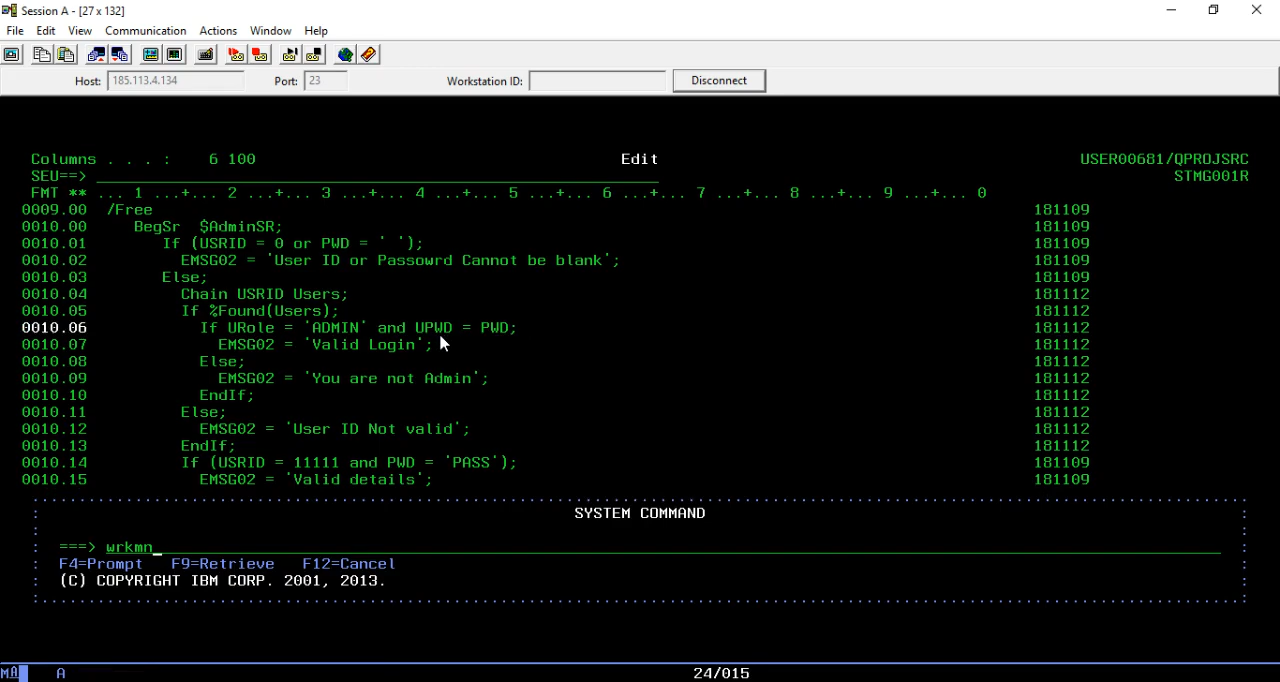 Session A - [27 x 132]
File Edit View Communication Actions Window Help
Host: 185.113.4.134 Port: 23 Workstation ID: Disconnect
Columns . . . : 6 100 Edit USER00681/QPROJSRC
SEU==> STMG001R
FMT ** ... 1 ...+... 2 ...+... 3 ...+... 4 ...+... 5 ...+... 6 ...+... 7 ...+... 8 ...+... 9 ...+... 0
0009.00 /Free 181109
0010.00 BegSr $AdminSR; 181109
0010.01 If (USRID = 0 or PWD = ' '); 181109
0010.02 EMSG02 = 'User ID or Passowrd Cannot be blank'; 181109
0010.03 Else; 181109
0010.04 Chain USRID Users; 181112
0010.05 If %Found(Users); 181112
0010.06 If URole = 'ADMIN' and UPWD = PWD; 181112
0010.07 EMSG02 = 'Valid Login'; 181112
0010.08 Else; 181112
0010.09 EMSG02 = 'You are not Admin'; 181112
0010.10 EndIf; 181112
0010.11 Else; 181112
0010.12 EMSG02 = 'User ID Not valid'; 181112
0010.13 EndIf; 181112
0010.14 If (USRID = 11111 and PWD = 'PASS'); 181109
0010.15 EMSG02 = 'Valid details'; 181109
SYSTEM COMMAND
===> wrkmn_
F4=Prompt F9=Retrieve F12=Cancel
(C) COPYRIGHT IBM CORP. 2001, 2013.
MA A 24/015